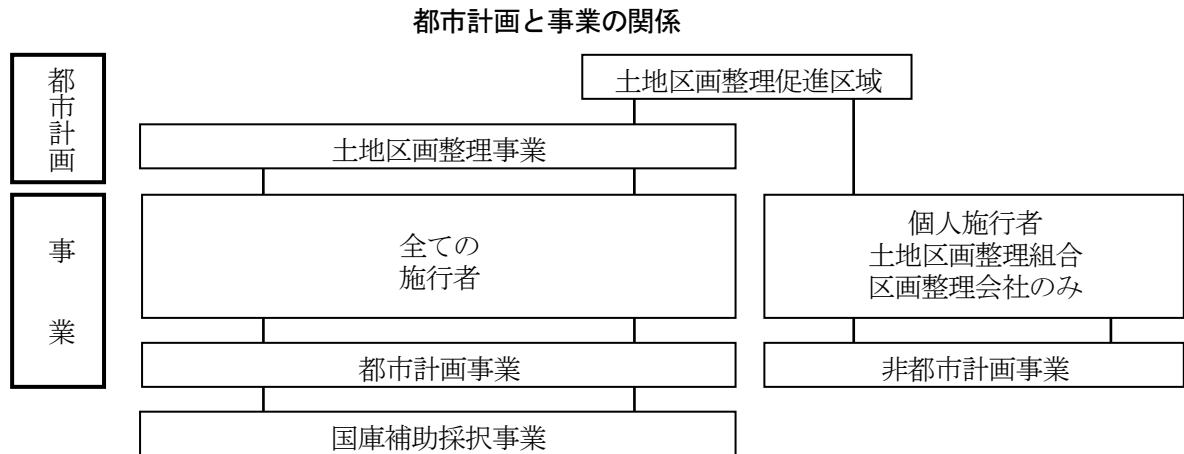 都市計画と事業の関係
都市計画
土地区画整理促進区域
土地区画整理事業
事業
全ての
施行者
個人施行者
土地区画整理組合
区画整理会社のみ
都市計画事業
非都市計画事業
国庫補助採択事業